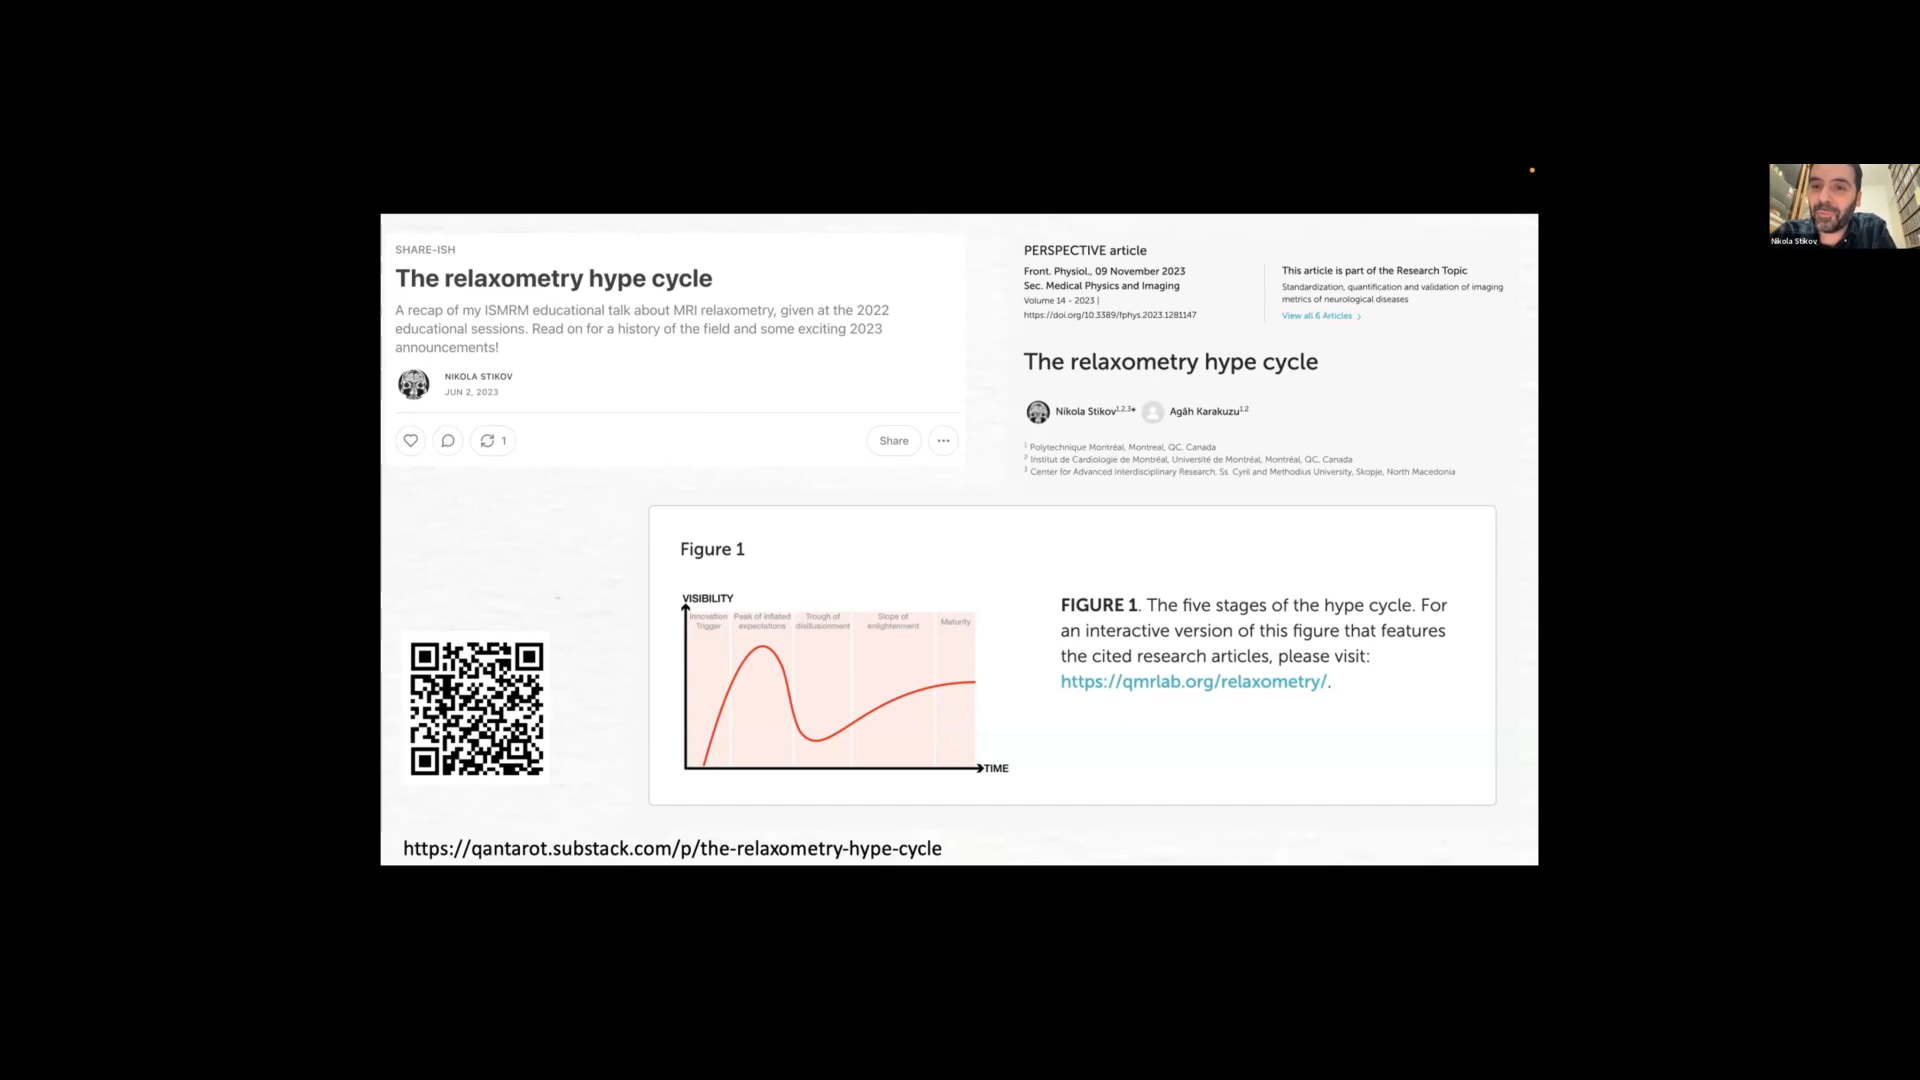 SHARE-ISH
The relaxometry hype cycle
A recap of my ISMRM educational talk about MRI relaxometry, given at the 2022
educational sessions. Read on for a history of the field and some exciting 2023
announcements!
NIKOLA STIKOV
JUN 2, 2023
1
Share
PERSPECTIVE article
Front. Physiol., 09 November 2023
Sec. Medical Physics and Imaging
Volume 14 - 2023 |
https://doi.org/10.3389/fphys.2023.1281147
This article is part of the Research Topic
Standardization, quantification and validation of imaging
metrics of neurological diseases
View all 6 Articles
The relaxometry hype cycle
Nikola Stikov1,2,3* Agâh Karakuzu1,2
1 Polytechnique Montréal, Montreal, QC, Canada
2 Institut de Cardiologie de Montréal, Université de Montréal, Montréal, QC, Canada
3 Center for Advanced Interdisciplinary Research, Ss. Cyril and Methodius University, Skopje, North Macedonia
Figure 1
VISIBILITY
Innovation
Trigger
Peak of inflated
expectations
Trough of
disillusionment
Slope of
enlightenment
Maturity
TIME
FIGURE 1. The five stages of the hype cycle. For
an interactive version of this figure that features
the cited research articles, please visit:
https://qmrlab.org/relaxometry/.
https://qantarot.substack.com/p/the-relaxometry-hype-cycle
Nikola Stikov